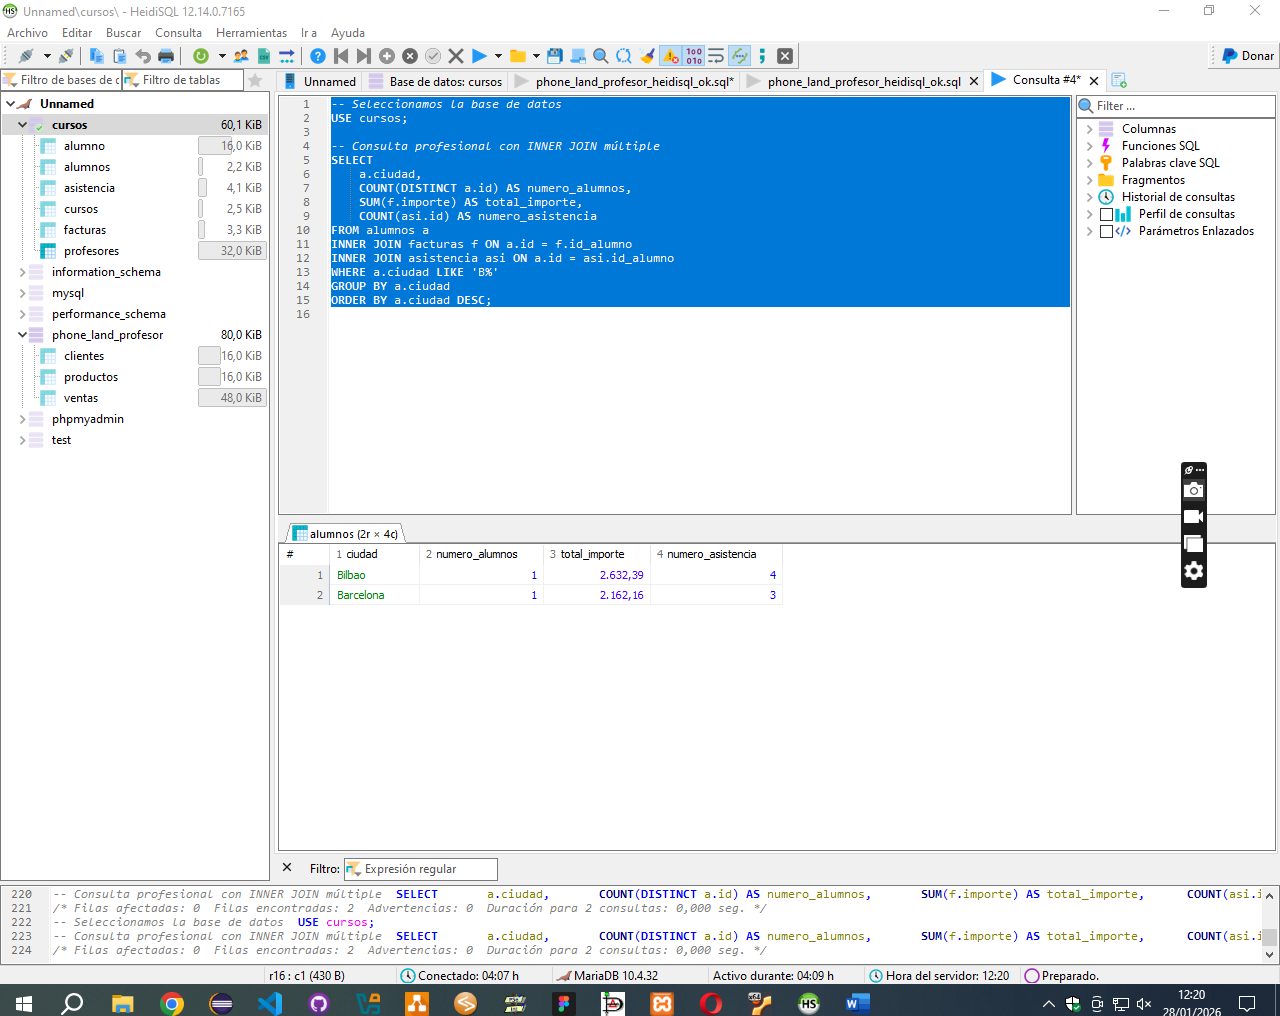 Unnamed\cursos\ - HeidiSQL 12.14.0.7165
Archivo Editar Buscar Consulta Herramientas Ir a Ayuda
Donar
Filtro de bases de d Filtro de tablas
Unnamed Base de datos: cursos phone_land_profesor_heidisql_ok.sql* phone_land_profesor_heidisql_ok.sql Consulta #4*
Unnamed
cursos 60,1 KiB
alumno 16,0 KiB
alumnos 2,2 KiB
asistencia 4,1 KiB
cursos 2,5 KiB
facturas 3,3 KiB
profesores 32,0 KiB
information_schema
mysql
performance_schema
phone_land_profesor 80,0 KiB
clientes 16,0 KiB
productos 16,0 KiB
ventas 48,0 KiB
phpmyadmin
test
1 -- Seleccionamos la base de datos
2 USE cursos;
3
4 -- Consulta profesional con INNER JOIN múltiple
5 SELECT
6 a.ciudad,
7 COUNT(DISTINCT a.id) AS numero_alumnos,
8 SUM(f.importe) AS total_importe,
9 COUNT(asi.id) AS numero_asistencia
10 FROM alumnos a
11 INNER JOIN facturas f ON a.id = f.id_alumno
12 INNER JOIN asistencia asi ON a.id = asi.id_alumno
13 WHERE a.ciudad LIKE 'B%'
14 GROUP BY a.ciudad
15 ORDER BY a.ciudad DESC;
16
Filter ...
Columnas
Funciones SQL
Palabras clave SQL
Fragmentos
Historial de consultas
Perfil de consultas
Parámetros Enlazados
alumnos (2r × 4c)
# 1 ciudad 2 numero_alumnos 3 total_importe 4 numero_asistencia
1 Bilbao 1 2.632,39 4
2 Barcelona 1 2.162,16 3
Filtro: Expresión regular
220 -- Consulta profesional con INNER JOIN múltiple SELECT a.ciudad, COUNT(DISTINCT a.id) AS numero_alumnos, SUM(f.importe) AS total_importe, COUNT(asi.i
221 /* Filas afectadas: 0 Filas encontradas: 2 Advertencias: 0 Duración para 2 consultas: 0,000 seg. */
222 -- Seleccionamos la base de datos USE cursos;
223 -- Consulta profesional con INNER JOIN múltiple SELECT a.ciudad, COUNT(DISTINCT a.id) AS numero_alumnos, SUM(f.importe) AS total_importe, COUNT(asi.i
224 /* Filas afectadas: 0 Filas encontradas: 2 Advertencias: 0 Duración para 2 consultas: 0,000 seg. */
r16 : c1 (430 B) Conectado: 04:07 h MariaDB 10.4.32 Activo durante: 04:09 h Hora del servidor: 12:20 Preparado.
12:20
28/01/2026